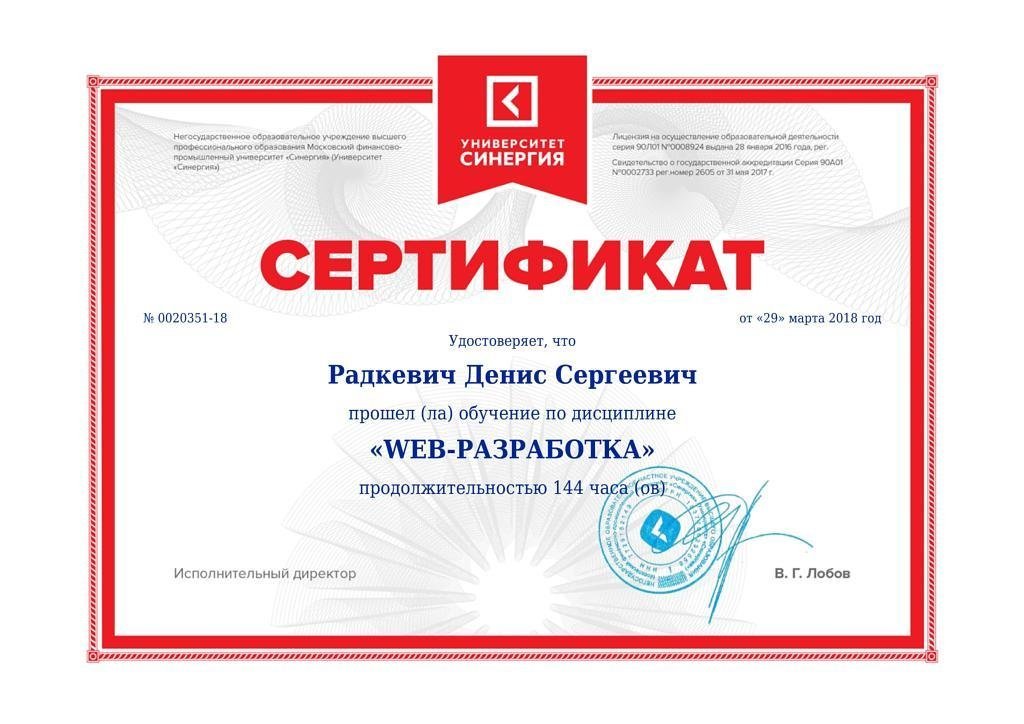 УНИВЕРСИТЕТ
СИНЕРГИЯ
Негосударственное образовательное учреждение высшего
профессионального образования Московский финансово-
промышленный университет «Синергия» (Университет
«Синергия»)
Лицензия на осуществление образовательной деятельности
серия 90Л01 №0008924 выдана 28 января 2016 года, рег.
Свидетельство о государственной аккредитации Серия 90А01
№0002733 рег.номер 2605 от 31 мая 2017 г.
СЕРТИФИКАТ
№ 0020351-18
от «29» марта 2018 год
Удостоверяет, что
Радкевич Денис Сергеевич
прошел (ла) обучение по дисциплине
«WEB-РАЗРАБОТКА»
продолжительностью 144 часа (ов)
Исполнительный директор
В. Г. Лобов